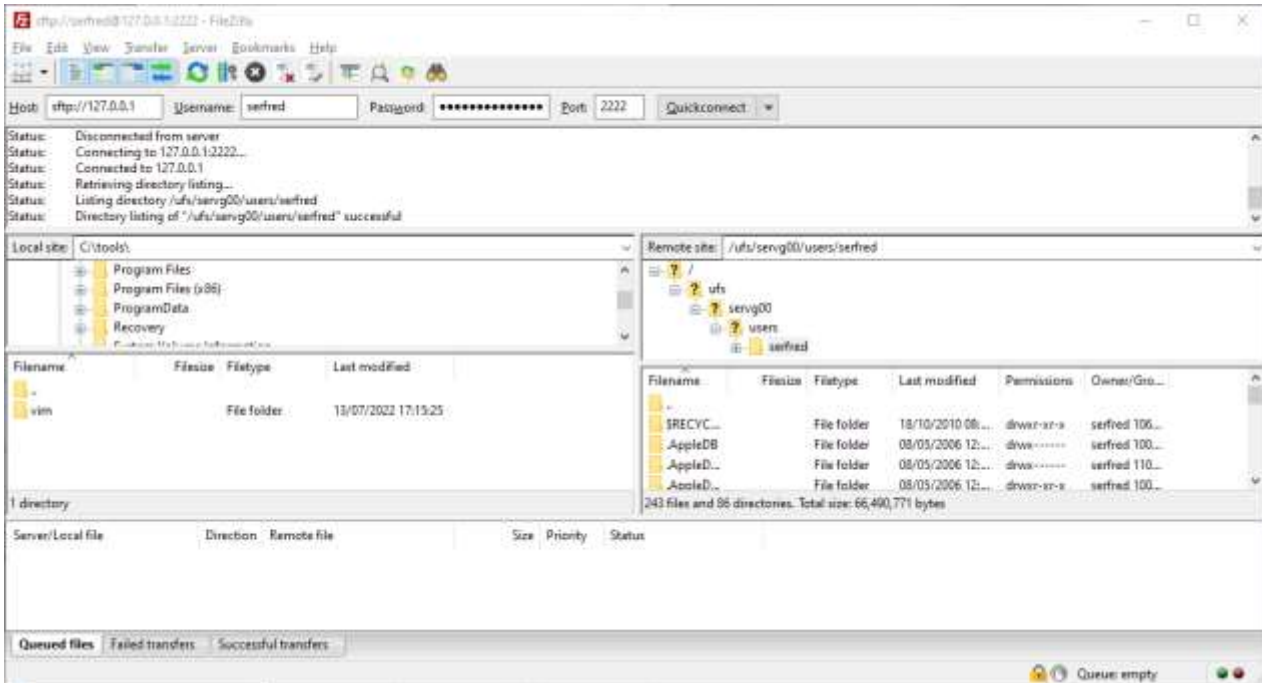 sftp://serfred@127.0.0.1:2222 - FileZilla
File Edit View Transfer Server Bookmarks Help
Host: sftp://127.0.0.1 Username: serfred Password: ●●●●●●●●●●●●●● Port: 2222 Quickconnect
Status: Disconnected from server
Status: Connecting to 127.0.0.1:2222...
Status: Connected to 127.0.0.1
Status: Retrieving directory listing...
Status: Listing directory /ufs/servg00/users/serfred
Status: Directory listing of "/ufs/servg00/users/serfred" successful
Local site: C:\tools\
Program Files
Program Files (x86)
ProgramData
Recovery
System Volume Information
Filename Filesize Filetype Last modified
..
vim File folder 13/07/2022 17:15:25
1 directory
Remote site: /ufs/servg00/users/serfred
? /
? ufs
? servg00
? users
serfred
Filename Filesize Filetype Last modified Permissions Owner/Gro...
..
$RECYC... File folder 18/10/2010 08:... drwxr-xr-x serfred 106...
.AppleDB File folder 08/05/2006 12:... drwx------ serfred 100...
.AppleD... File folder 08/05/2006 12:... drwx------ serfred 110...
.AppleD... File folder 08/05/2006 12:... drwxr-xr-x serfred 100...
243 files and 86 directories. Total size: 66,490,771 bytes
Server/Local file Direction Remote file Size Priority Status
Queued files Failed transfers Successful transfers
Queue: empty